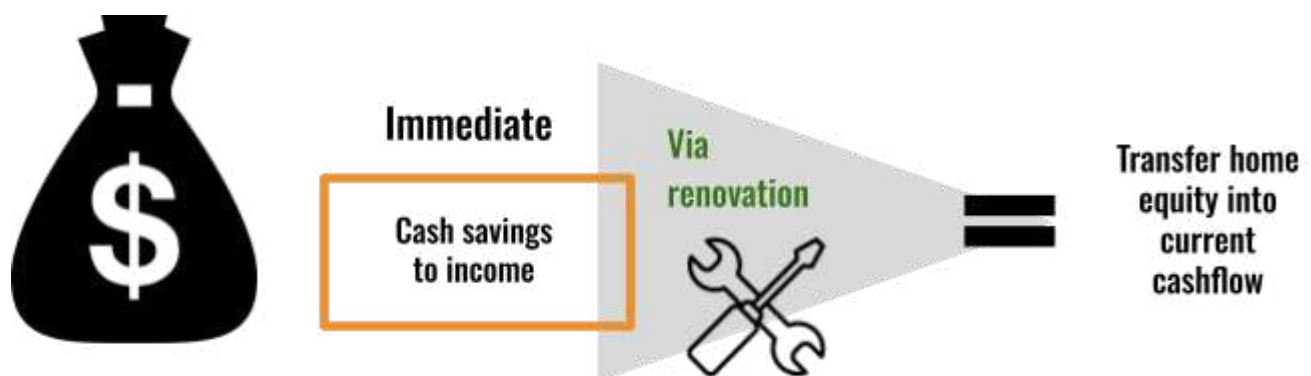 $
Immediate
Cash savings
to income
Via
renovation
Transfer home
equity into
current
cashflow